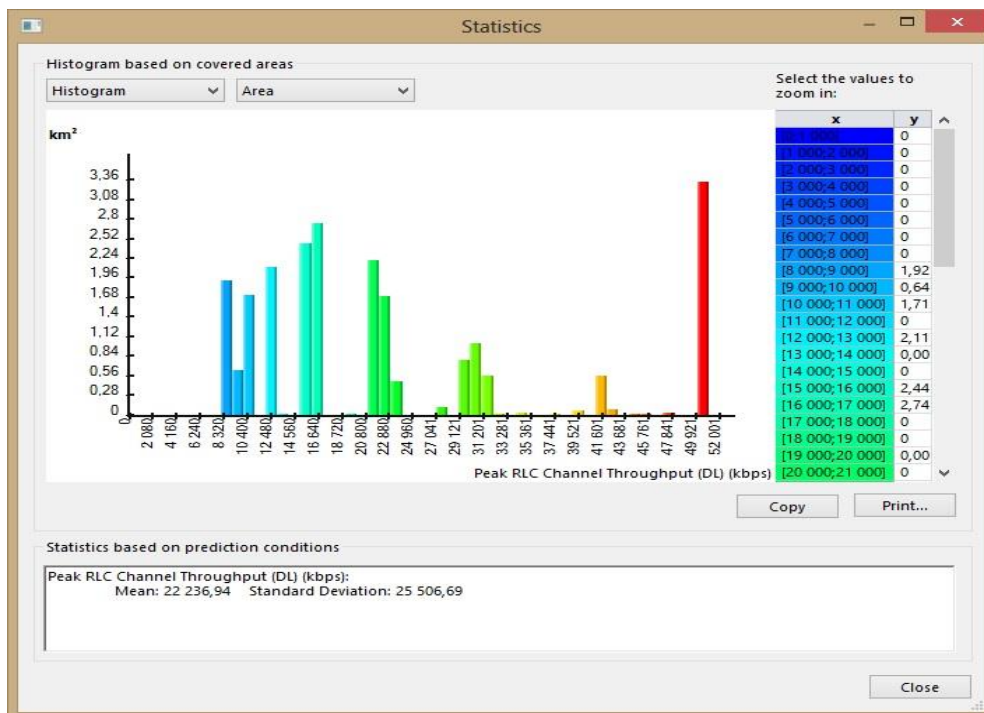 Statistics
Histogram based on covered areas
Histogram
Area
Select the values to
zoom in:
km²
3,36
3,08
2,8
2,52
2,24
1,96
1,68
1,4
1,12
0,84
0,56
0,28
0
0
2 080
4 160
6 240
8 320
10 400
12 480
14 560
16 640
18 720
20 800
22 880
24 960
27 041
29 121
31 201
33 281
35 361
37 441
39 521
41 601
43 681
45 761
47 841
49 921
52 001
Peak RLC Channel Throughput (DL) (kbps)
x y
[0;1 000] 0
[1 000;2 000] 0
[2 000;3 000] 0
[3 000;4 000] 0
[4 000;5 000] 0
[5 000;6 000] 0
[6 000;7 000] 0
[7 000;8 000] 0
[8 000;9 000] 1,92
[9 000;10 000] 0,64
[10 000;11 000] 1,71
[11 000;12 000] 0
[12 000;13 000] 2,11
[13 000;14 000] 0,00
[14 000;15 000] 0
[15 000;16 000] 2,44
[16 000;17 000] 2,74
[17 000;18 000] 0
[18 000;19 000] 0
[19 000;20 000] 0,00
[20 000;21 000] 0
Copy
Print...
Statistics based on prediction conditions
Peak RLC Channel Throughput (DL) (kbps):
Mean: 22 236,94 Standard Deviation: 25 506,69
Close